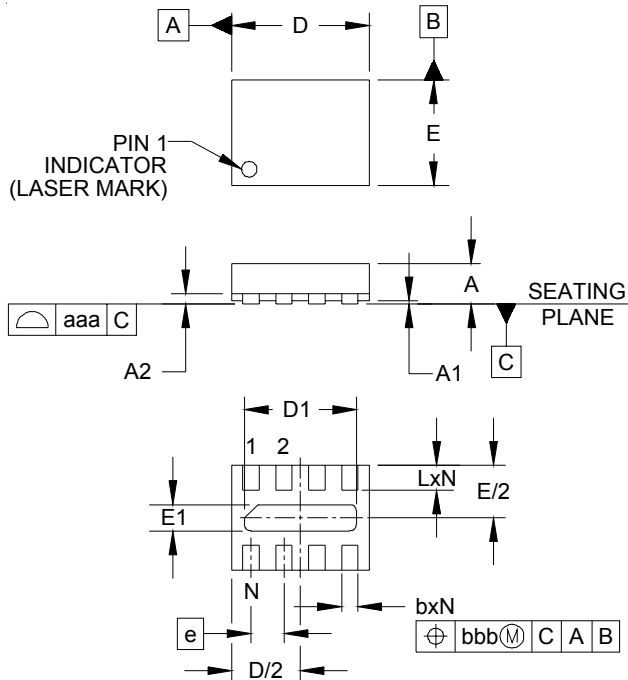 A
D
B
E
PIN 1
INDICATOR
(LASER MARK)
A
SEATING
PLANE
aaa C
C
A2
A1
D1
1 2
LxN
E/2
E1
N
bxN
e
bbb Ⓜ C A B
D/2